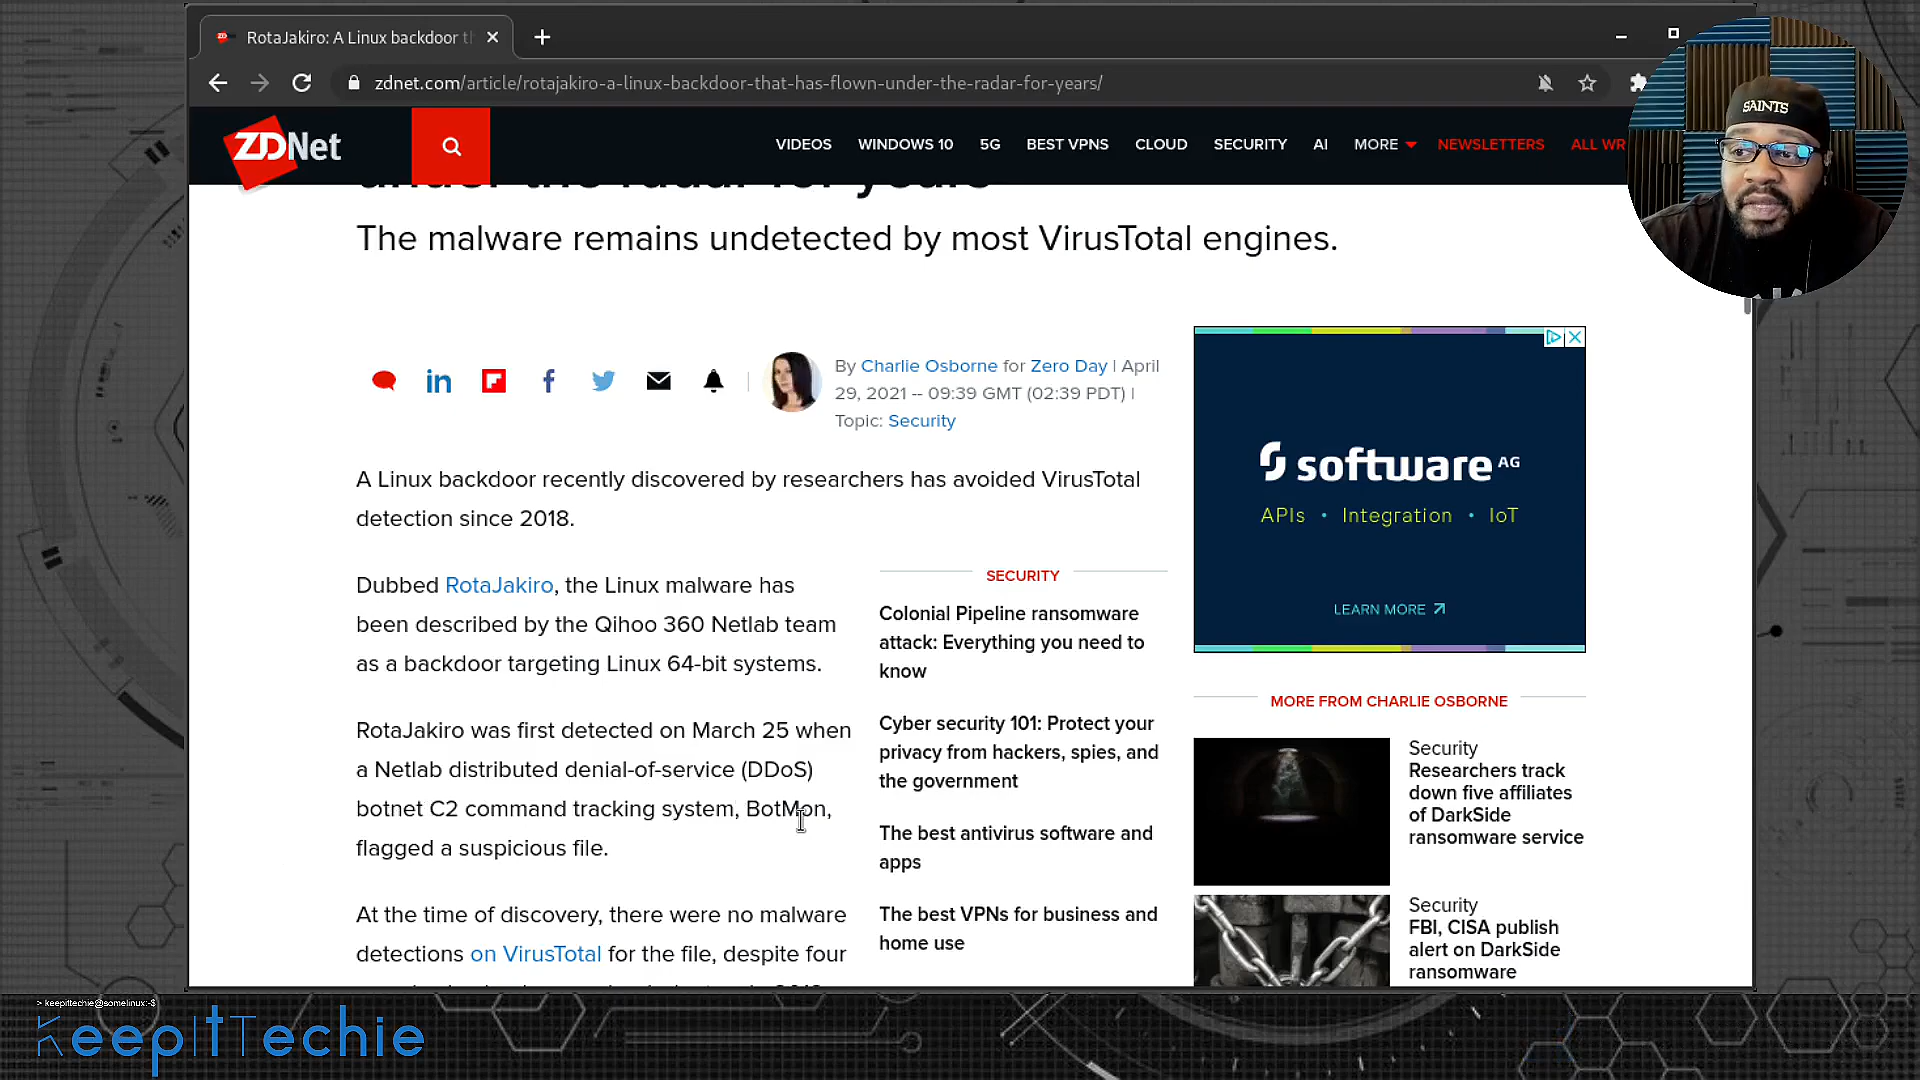 RotaJakiro: A Linux backdoor th
zdnet.com/article/rotajakiro-a-linux-backdoor-that-has-flown-under-the-radar-for-years/
ZDNet
VIDEOS WINDOWS 10 5G BEST VPNS CLOUD SECURITY AI MORE NEWSLETTERS ALL WR
SAINTS
under the radar for years
The malware remains undetected by most VirusTotal engines.
By Charlie Osborne for Zero Day | April
29, 2021 -- 09:39 GMT (02:39 PDT) |
Topic: Security
A Linux backdoor recently discovered by researchers has avoided VirusTotal
detection since 2018.
Dubbed RotaJakiro, the Linux malware has
been described by the Qihoo 360 Netlab team
as a backdoor targeting Linux 64-bit systems.
RotaJakiro was first detected on March 25 when
a Netlab distributed denial-of-service (DDoS)
botnet C2 command tracking system, BotMon,
flagged a suspicious file.
At the time of discovery, there were no malware
detections on VirusTotal for the file, despite four
SECURITY
Colonial Pipeline ransomware
attack: Everything you need to
know
Cyber security 101: Protect your
privacy from hackers, spies, and
the government
The best antivirus software and
apps
The best VPNs for business and
home use
software AG
APIs • Integration • IoT
LEARN MORE
MORE FROM CHARLIE OSBORNE
Security
Researchers track
down five affiliates
of DarkSide
ransomware service
Security
FBI, CISA publish
alert on DarkSide
ransomware
> keepittechie@somelinux:~$
KeepItTechie